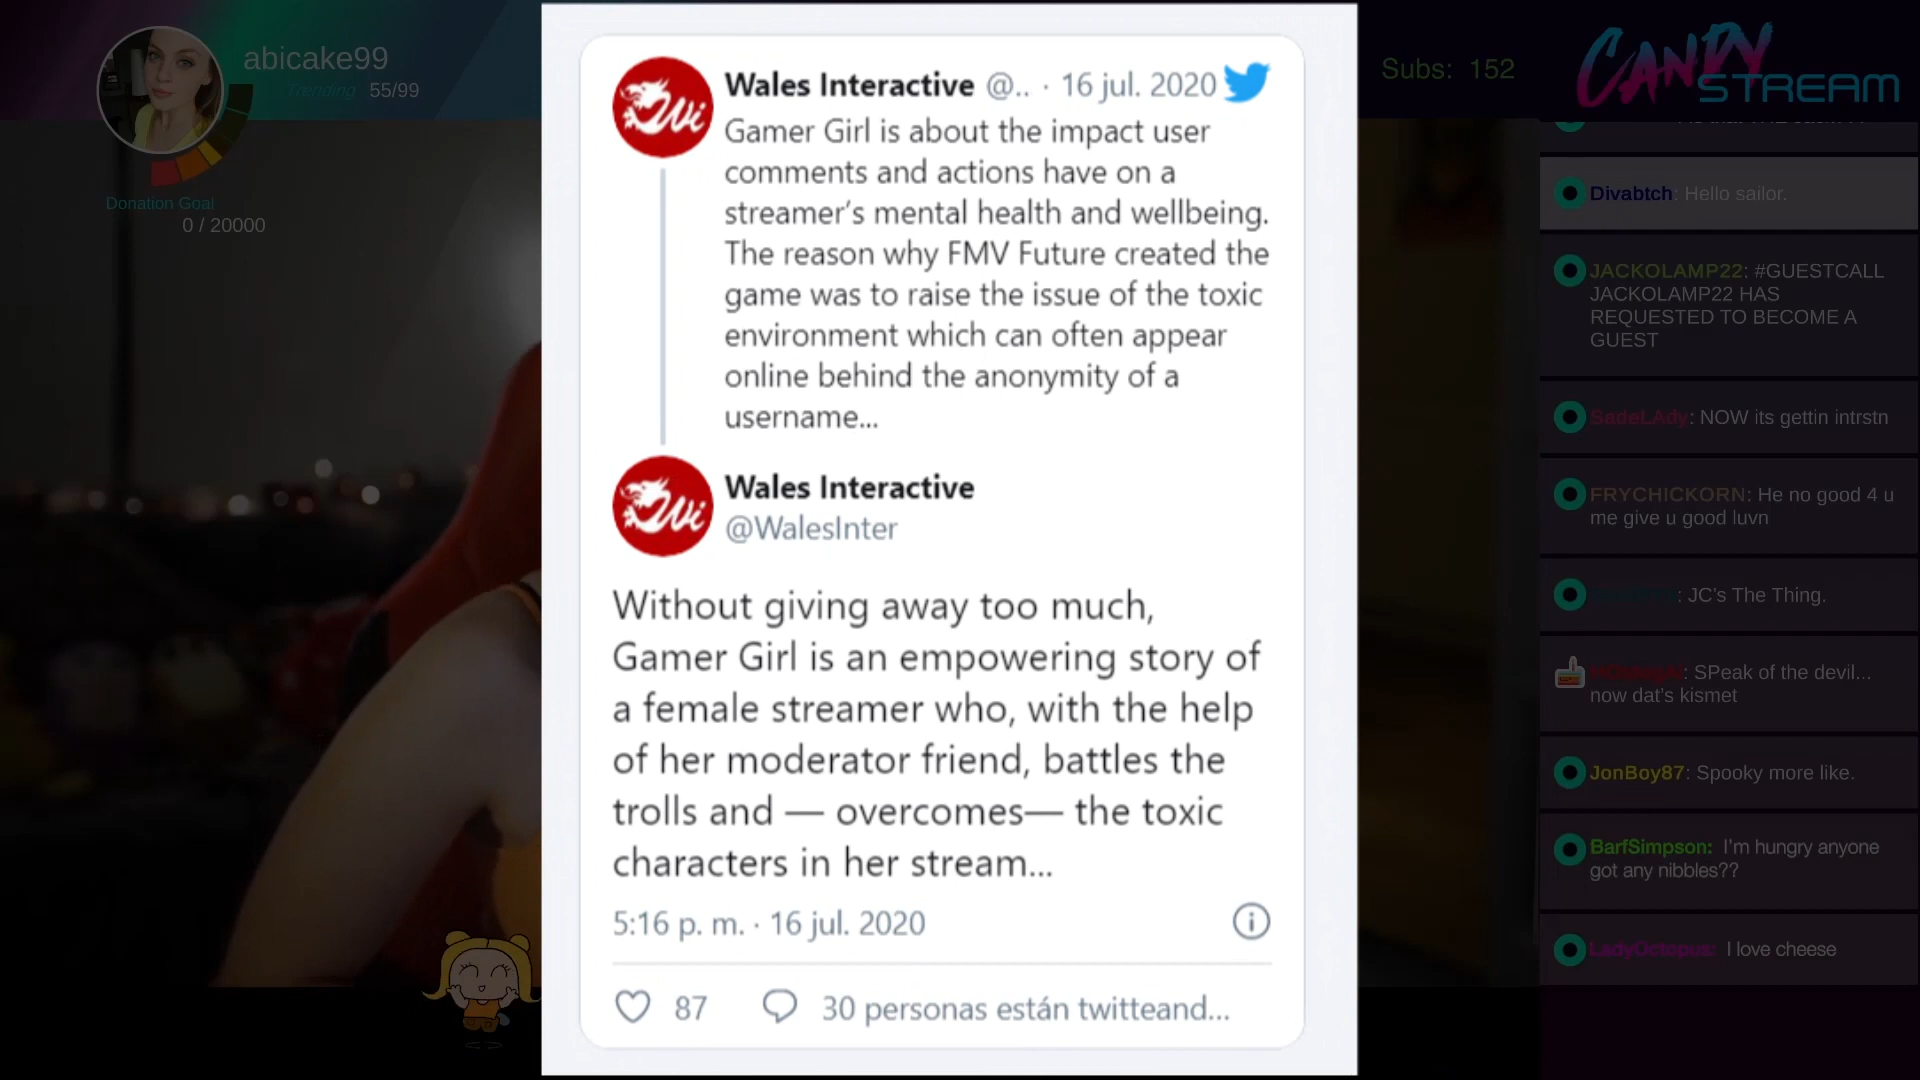 abicake99
Trending 55/99
Donation Goal
0 / 20000
Wales Interactive @.. · 16 jul. 2020
Gamer Girl is about the impact user
comments and actions have on a
streamer's mental health and wellbeing.
The reason why FMV Future created the
game was to raise the issue of the toxic
environment which can often appear
online behind the anonymity of a
username...
Wales Interactive
@WalesInter
Without giving away too much,
Gamer Girl is an empowering story of
a female streamer who, with the help
of her moderator friend, battles the
trolls and — overcomes— the toxic
characters in her stream...
5:16 p. m. · 16 jul. 2020
87 30 personas están twitteand...
Subs: 152
CANDY
STREAM
Divabtch: Hello sailor.
JACKOLAMP22: #GUESTCALL
JACKOLAMP22 HAS
REQUESTED TO BECOME A
GUEST
SadeLAdy: NOW its gettin intrstn
FRYCHICKORN: He no good 4 u
me give u good luvn
: JC's The Thing.
: SPeak of the devil...
now dat's kismet
JonBoy87: Spooky more like.
BarfSimpson: I'm hungry anyone
got any nibbles??
LadyOctopus: I love cheese